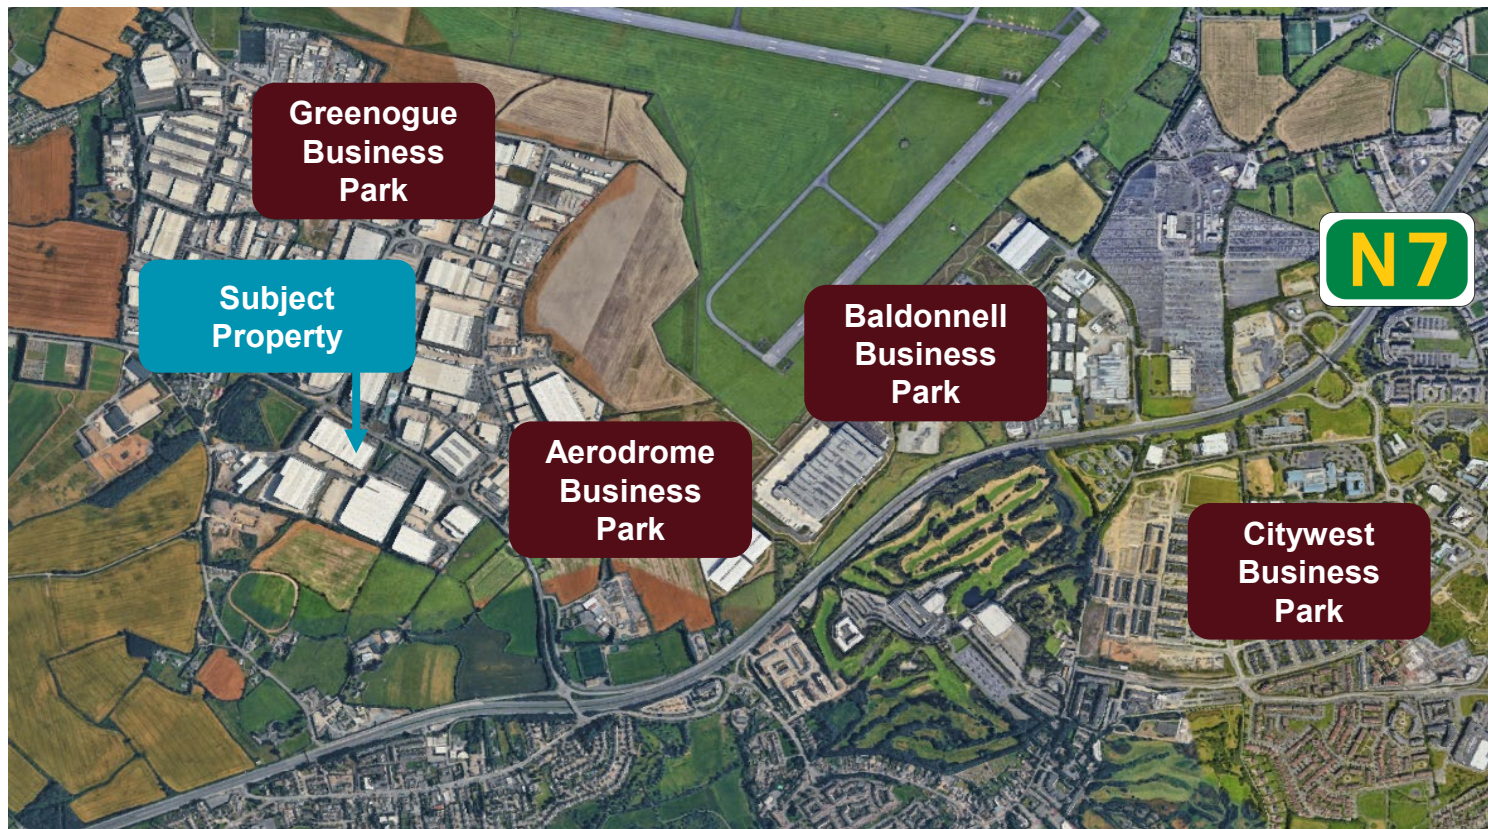 Greenogue
Business
Park
N7
Subject
Property
Baldonnell
Business
Park
Aerodrome
Business
Park
Citywest
Business
Park